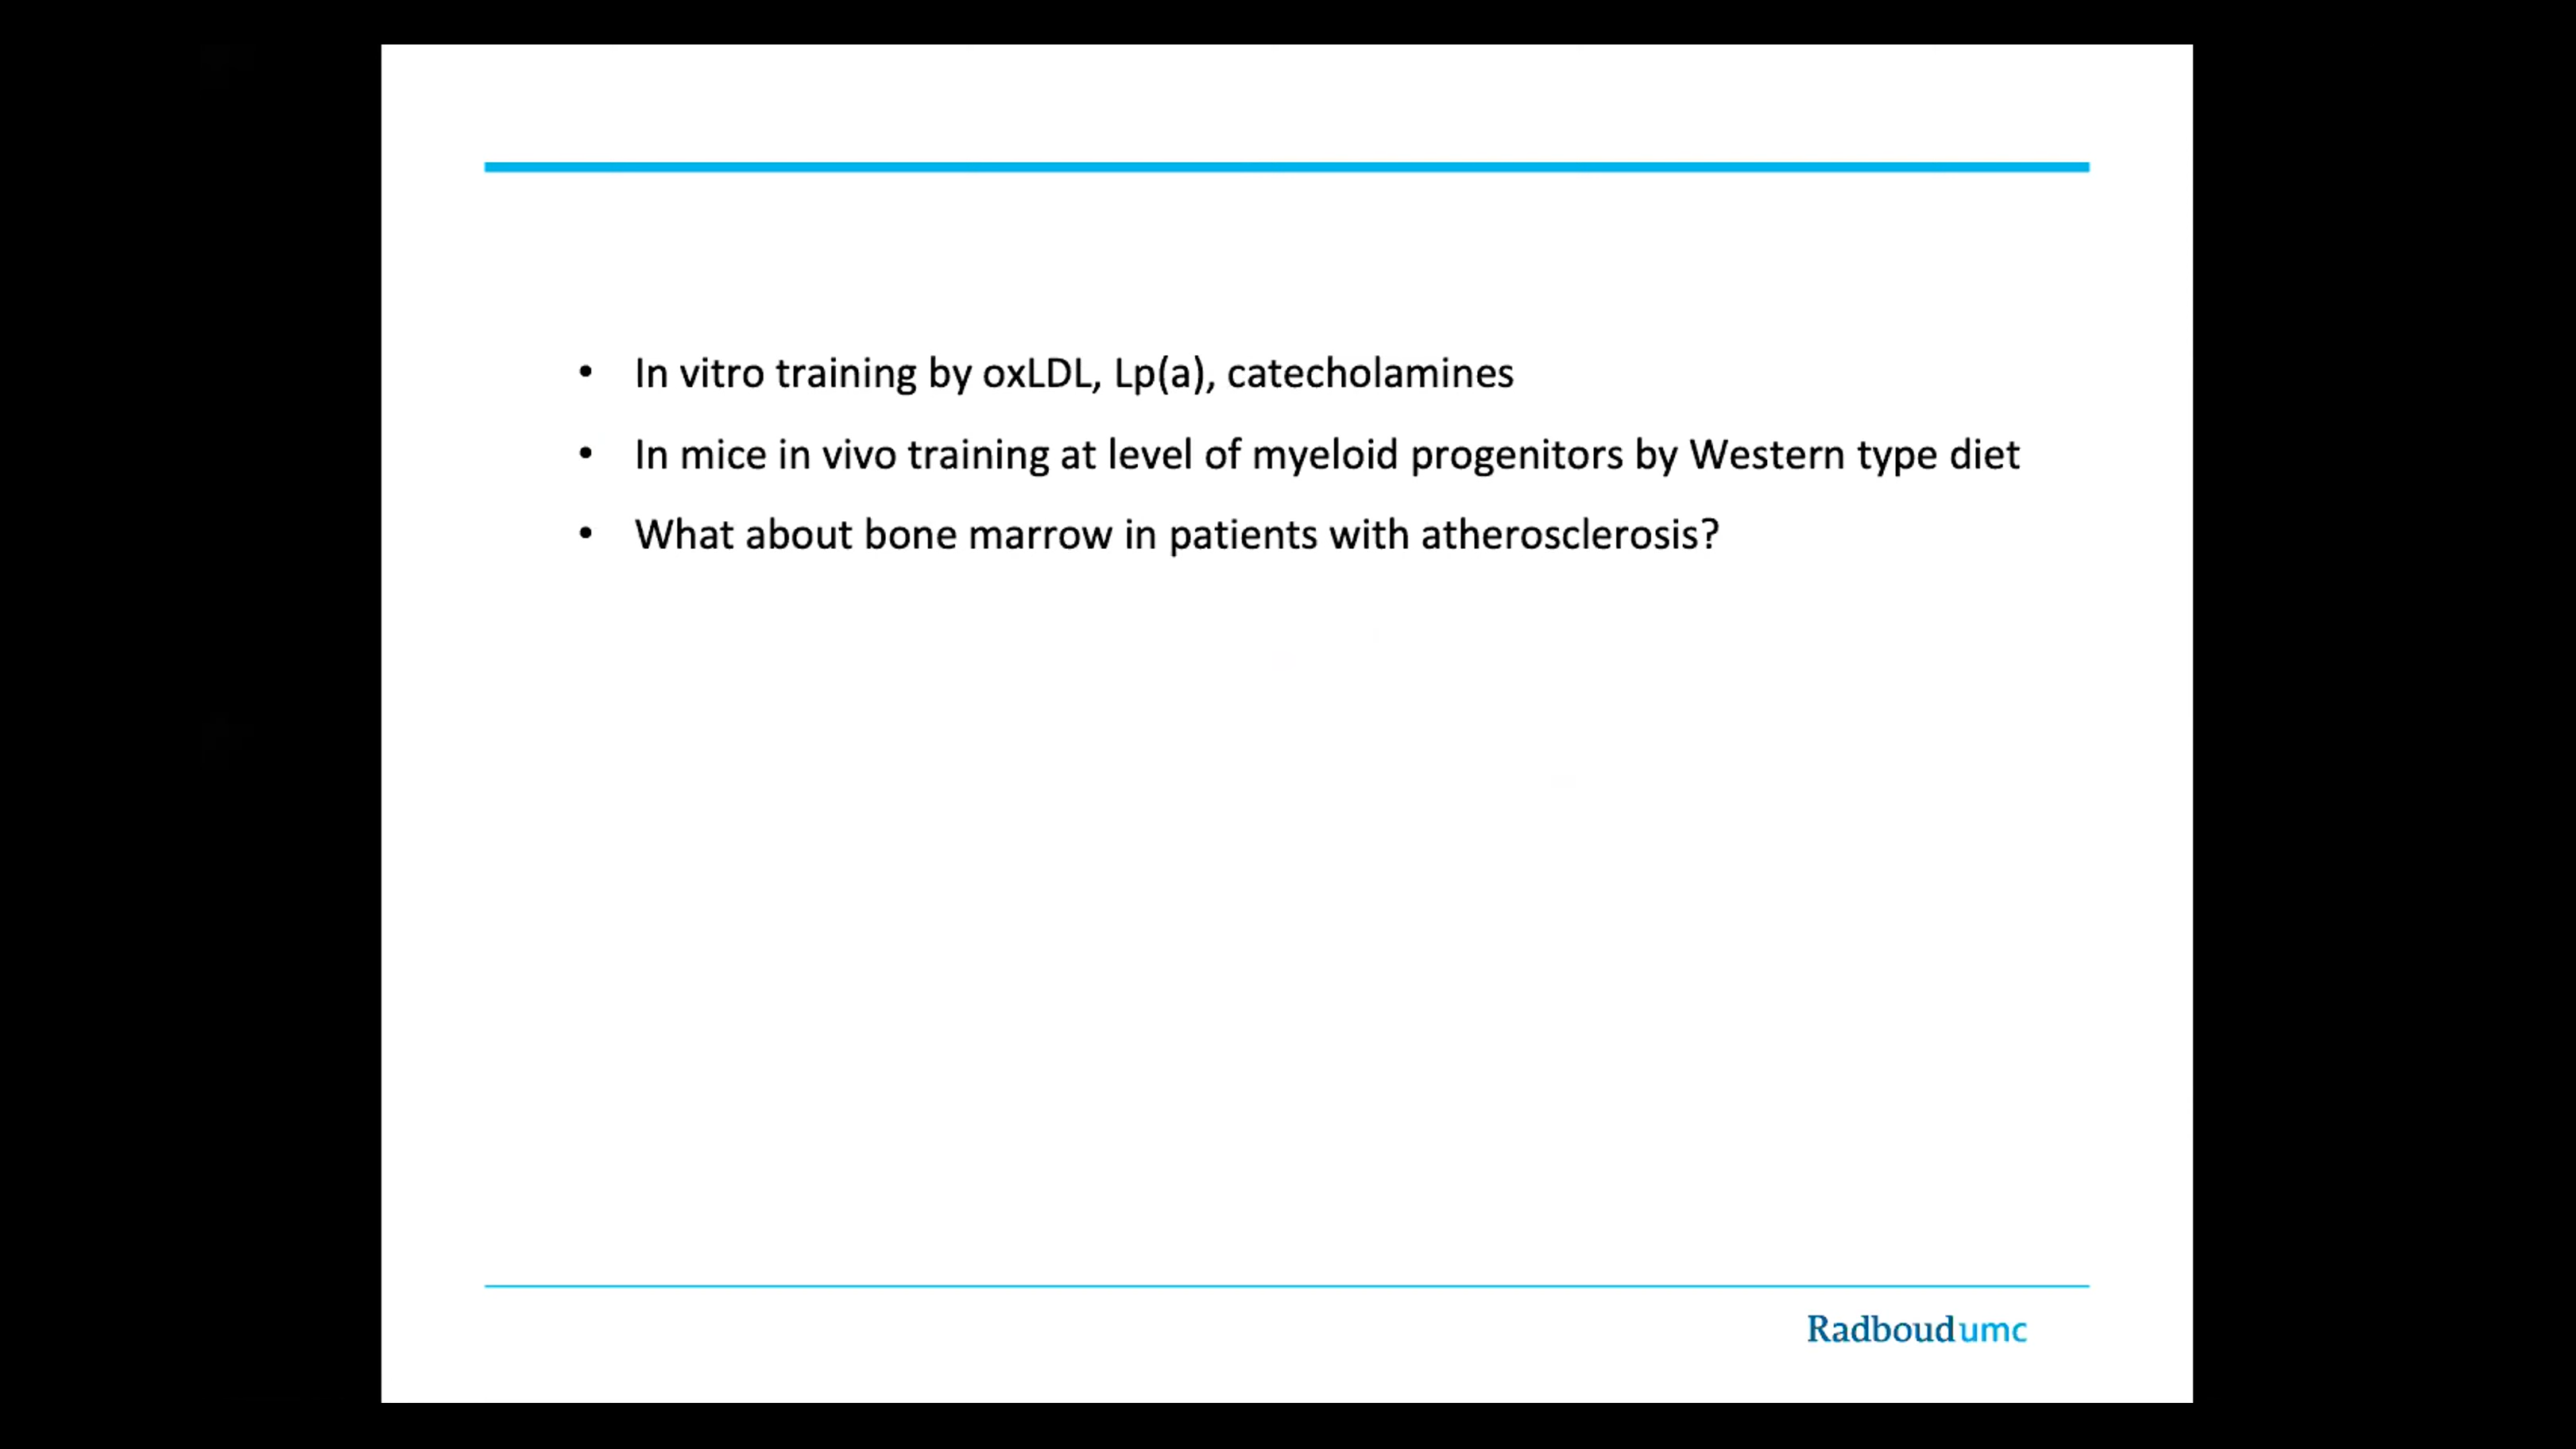 • In vitro training by oxLDL, Lp(a), catecholamines
• In mice in vivo training at level of myeloid progenitors by Western type diet
• What about bone marrow in patients with atherosclerosis?
Radboudumc